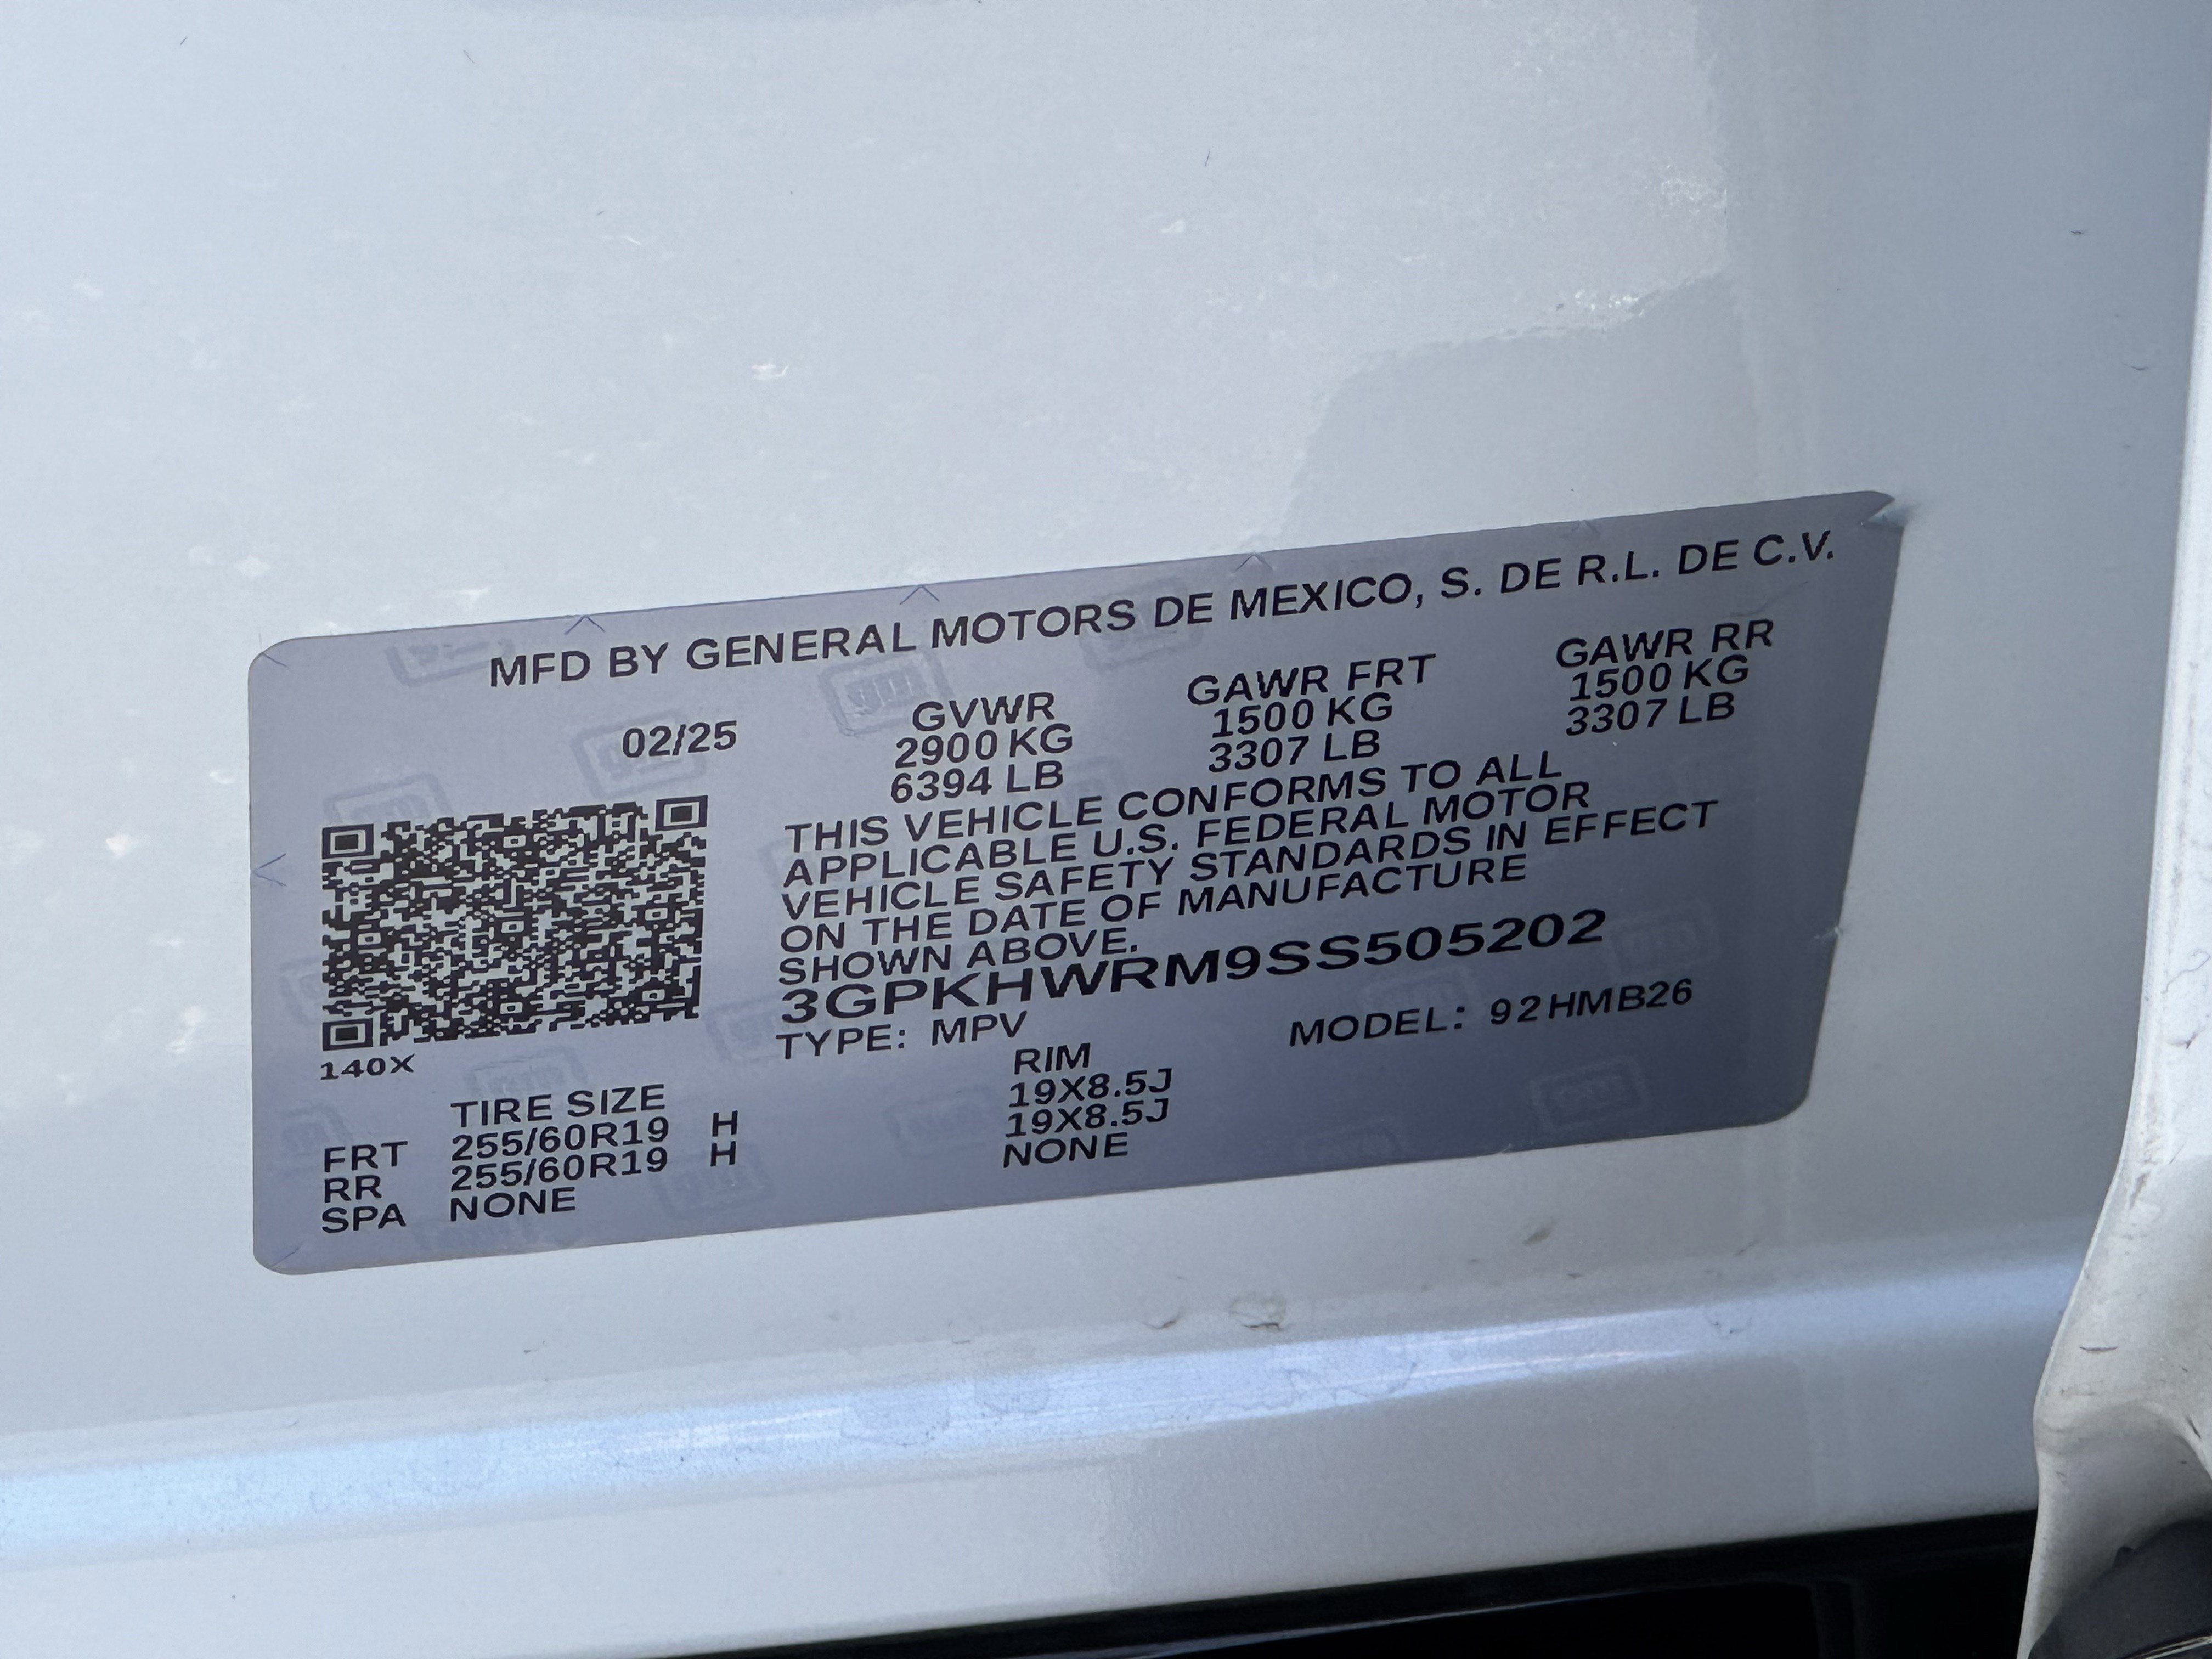 MFD BY GENERAL MOTORS DE MEXICO, S. DE R.L. DE C.V.
02/25 GVWR GAWR FRT GAWR RR
2900 KG 1500 KG 1500 KG
6394 LB 3307 LB 3307 LB
THIS VEHICLE CONFORMS TO ALL
APPLICABLE U.S. FEDERAL MOTOR
VEHICLE SAFETY STANDARDS IN EFFECT
ON THE DATE OF MANUFACTURE
SHOWN ABOVE.
3GPKHWRM9SS505202
TYPE: MPV MODEL: 92HMB26
140X
TIRE SIZE RIM
FRT 255/60R19 H 19X8.5J
RR 255/60R19 H 19X8.5J
SPA NONE NONE